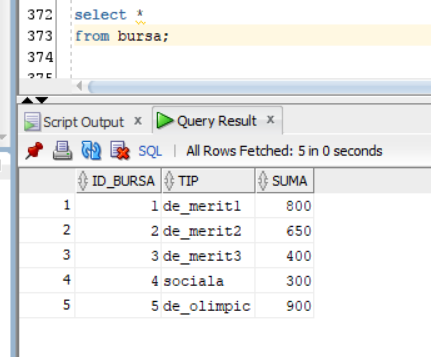 372 select *
373 from bursa;
374
375
Script Output x Query Result x
SQL | All Rows Fetched: 5 in 0 seconds
ID_BURSA TIP SUMA
1 1 de_merit1 800
2 2 de_merit2 650
3 3 de_merit3 400
4 4 sociala 300
5 5 de_olimpic 900